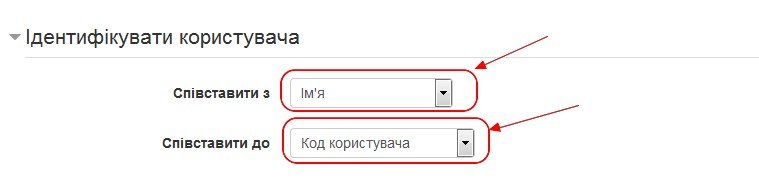 Ідентифікувати користувача
Співставити з Ім'я
Співставити до Код користувача